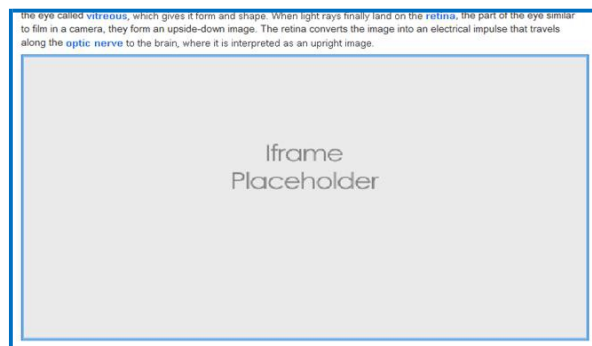 the eye called vitreous, which gives it form and shape. When light rays finally land on the retina, the part of the eye similar
to film in a camera, they form an upside-down image. The retina converts the image into an electrical impulse that travels
along the optic nerve to the brain, where it is interpreted as an upright image.
Iframe
Placeholder